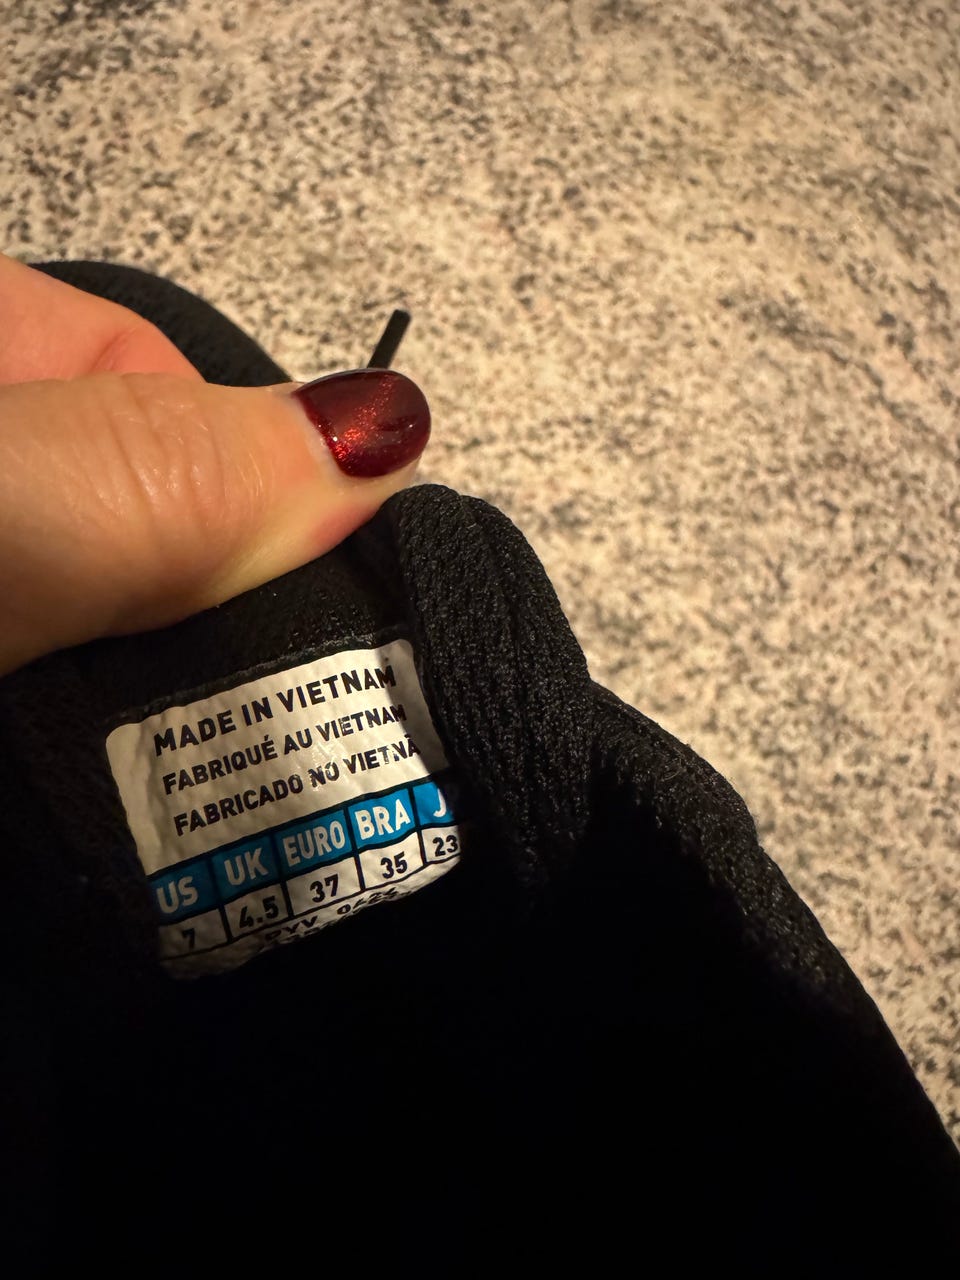 MADE IN VIETNAM
FABRIQUÉ AU VIETNAM
FABRICADO NO VIETNÃ
US UK EURO BRA J
7 4.5 37 35 23